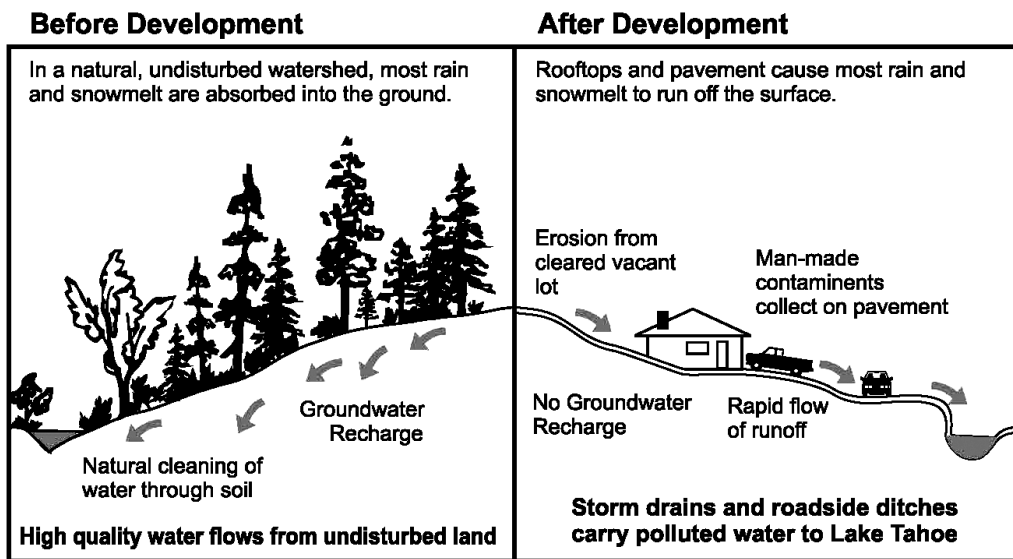 Before Development
In a natural, undisturbed watershed, most rain
and snowmelt are absorbed into the ground.
Groundwater
Recharge
Natural cleaning of
water through soil
High quality water flows from undisturbed land
After Development
Rooftops and pavement cause most rain and
snowmelt to run off the surface.
Erosion from
cleared vacant
lot
Man-made
contaminents
collect on pavement
No Groundwater
Recharge
Rapid flow
of runoff
Storm drains and roadside ditches
carry polluted water to Lake Tahoe